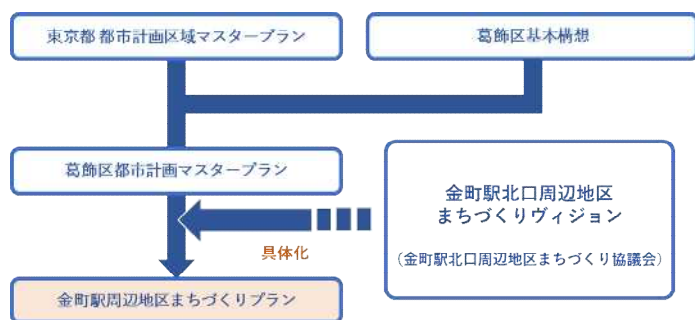 東京都 都市計画区域マスタープラン
葛飾区基本構想
葛飾区都市計画マスタープラン
金町駅北口周辺地区
まちづくりヴィジョン
(金町駅北口周辺地区まちづくり協議会)
具体化
金町駅周辺地区まちづくりプラン